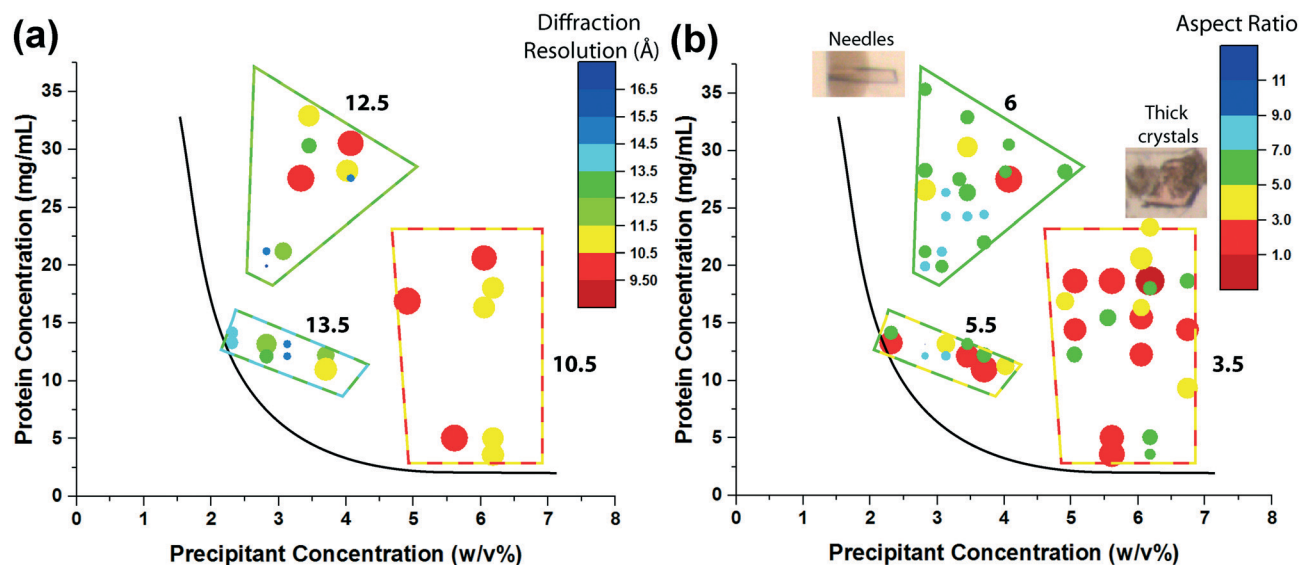 (a)
Diffraction
Resolution (Å)
16.5
15.5
14.5
13.5
12.5
11.5
10.5
9.50
Protein Concentration (mg/mL)
35
30
25
20
15
10
5
0
12.5
13.5
10.5
0 1 2 3 4 5 6 7 8
Precipitant Concentration (w/v%)
(b)
Needles
Aspect Ratio
11
9.0
7.0
5.0
3.0
1.0
Thick
crystals
Protein Concentration (mg/mL)
35
30
25
20
15
10
5
0
6
5.5
3.5
0 1 2 3 4 5 6 7 8
Precipitant Concentration (w/v%)